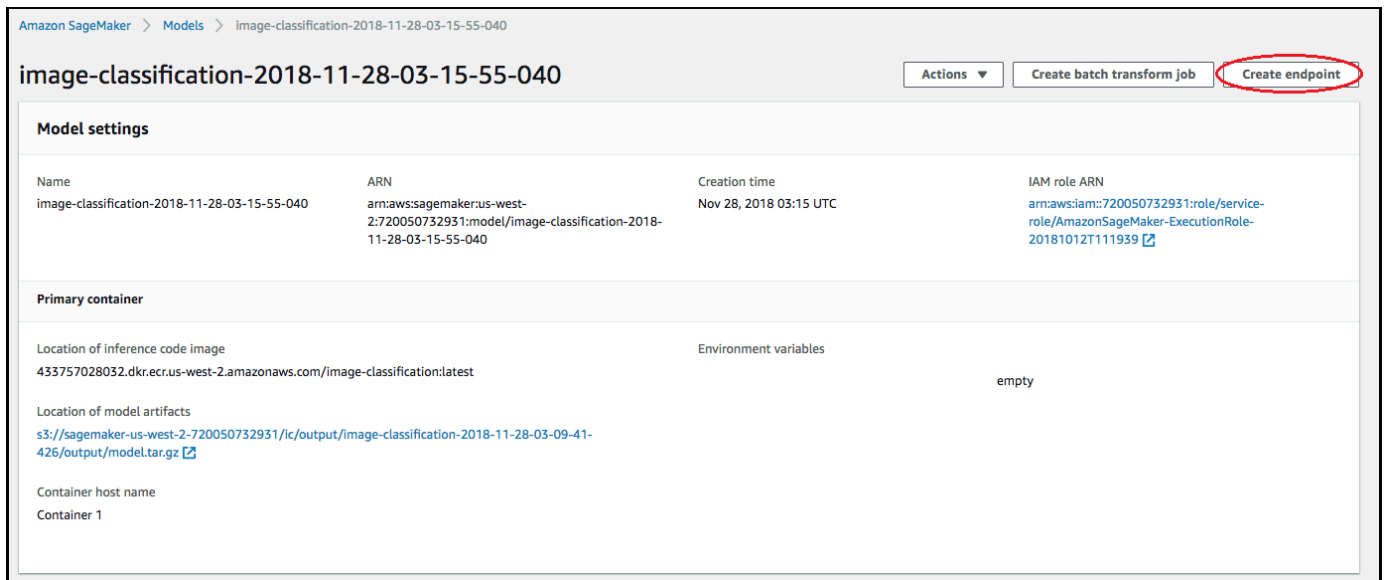 Amazon SageMaker > Models > image-classification-2018-11-28-03-15-55-040
image-classification-2018-11-28-03-15-55-040
Actions ▼ Create batch transform job Create endpoint
Model settings
Name
image-classification-2018-11-28-03-15-55-040
ARN
arn:aws:sagemaker:us-west-
2:720050732931:model/image-classification-2018-
11-28-03-15-55-040
Creation time
Nov 28, 2018 03:15 UTC
IAM role ARN
arn:aws:iam::720050732931:role/service-
role/AmazonSageMaker-ExecutionRole-
20181012T111939
Primary container
Location of inference code image
433757028032.dkr.ecr.us-west-2.amazonaws.com/image-classification:latest
Environment variables
empty
Location of model artifacts
s3://sagemaker-us-west-2-720050732931/ic/output/image-classification-2018-11-28-03-09-41-
426/output/model.tar.gz
Container host name
Container 1